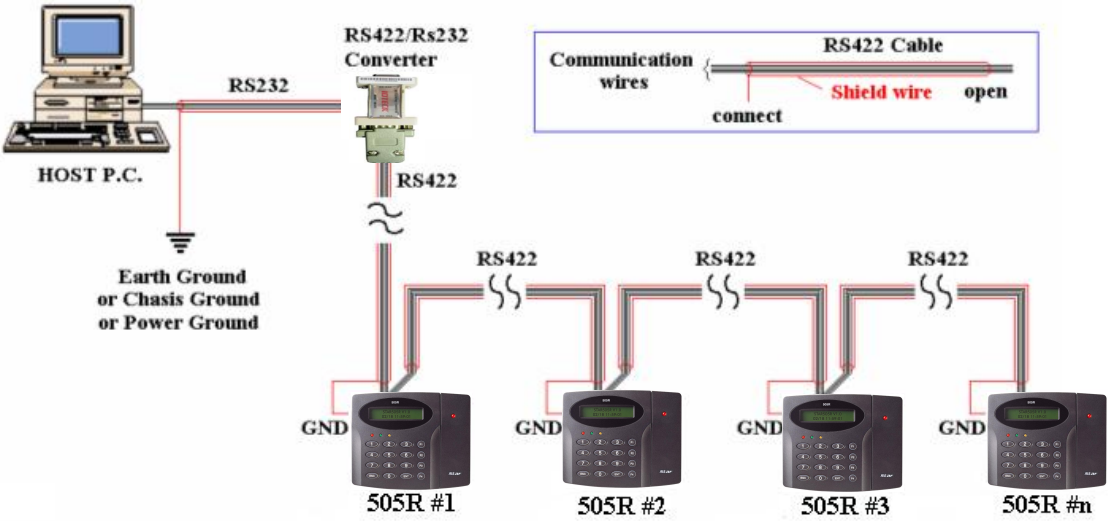 RS422/Rs232
Converter
RS232
HOST P.C.
RS422 Cable
Communication
wires
Shield wire
open
connect
RS422
Earth Ground
or Chasis Ground
or Power Ground
RS422
RS422
RS422
GND
GND
GND
GND
505R #1
505R #2
505R #3
505R #n